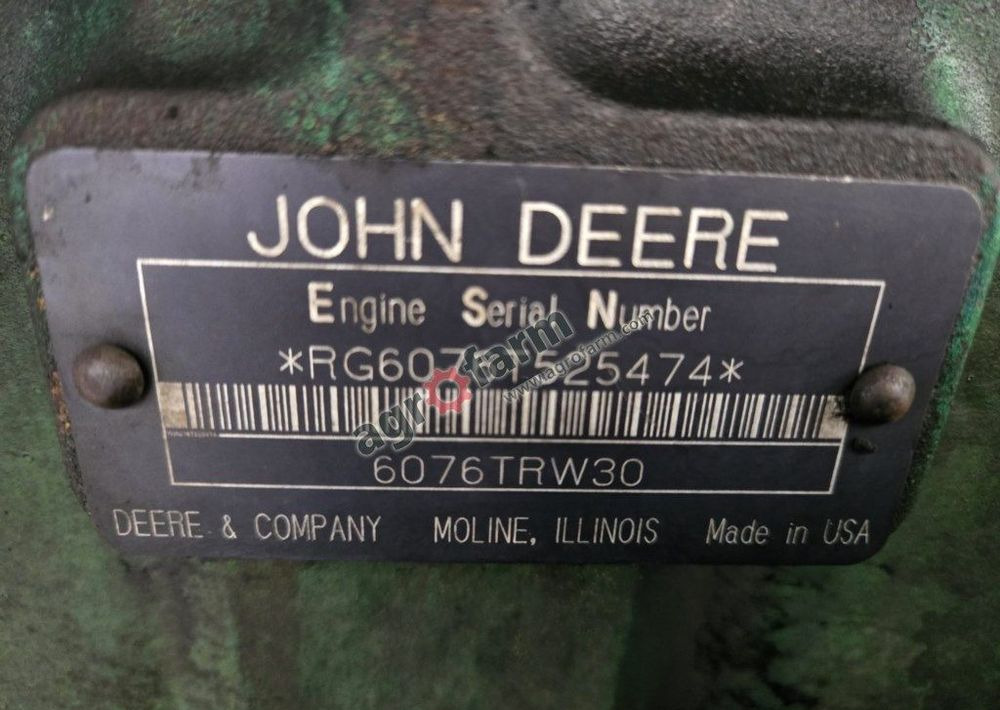 JOHN DEERE
Engine Serial Number
agrofarm
www.agrofarm.com
6076TRW30
DEERE & COMPANY MOLINE, ILLINOIS Made in USA